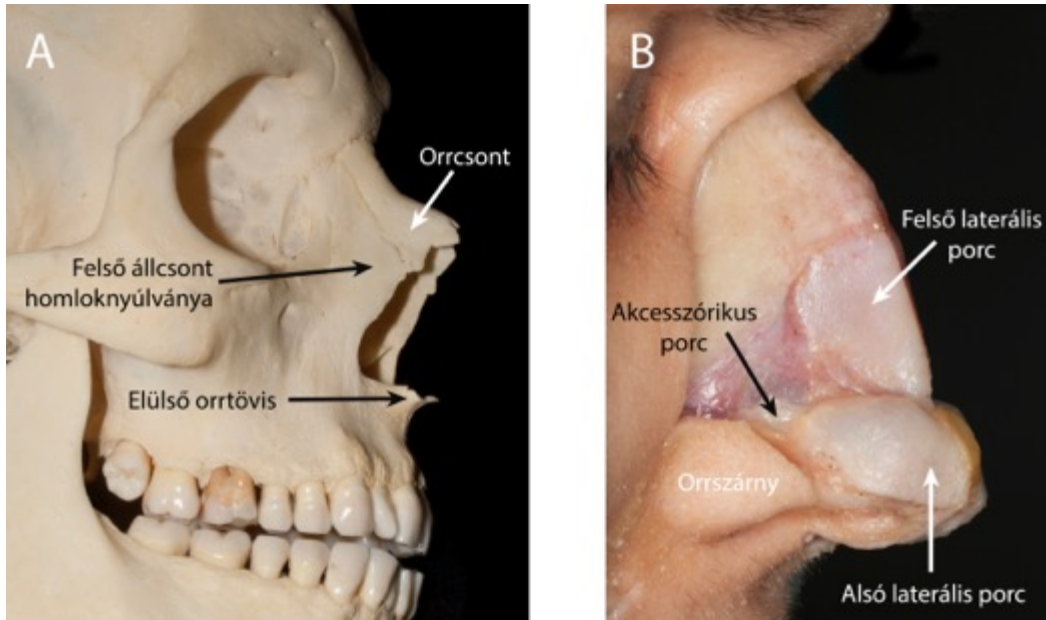 A
Orrcsont
Felső állcsont
homloknyúlványa
Elülső orrtövis
B
Felső laterális
porc
Akcesszórikus
porc
Orrszárny
Alsó laterális porc